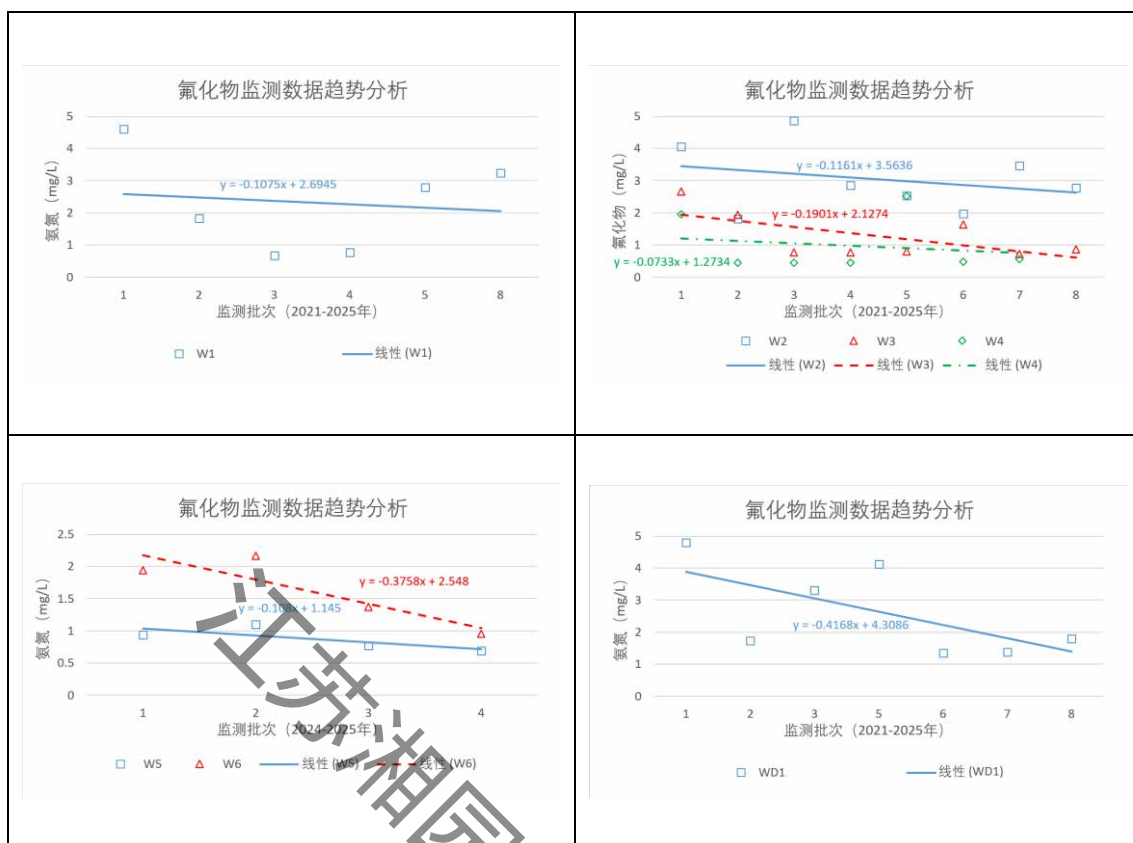 氟化物监测数据趋势分析
5
4
3
2
1
0
氨氮（mg/L）
y = -0.1075x + 2.6945
1 2 3 4 5 8
监测批次（2021-2025年）
W1 线性 (W1)
氟化物监测数据趋势分析
5
4
3
2
1
0
氟化物（mg/L）
y = -0.1161x + 3.5636
y = -0.1901x + 2.1274
y = -0.0733x + 1.2734
1 2 3 4 5 6 7 8
监测批次（2021-2025年）
W2 W3 W4
线性 (W2) 线性 (W3) 线性 (W4)
氟化物监测数据趋势分析
2.5
2
1.5
1
0.5
0
氨氮（mg/L）
y = -0.3758x + 2.548
y = -0.108x + 1.145
1 2 3 4
监测批次（2024-2025年）
W5 W6 线性 (W5) 线性 (W6)
氟化物监测数据趋势分析
5
4
3
2
1
0
氨氮（mg/L）
y = -0.4168x + 4.3086
1 2 3 5 6 7 8
监测批次（2021-2025年）
WD1 线性 (WD1)
江苏湘园